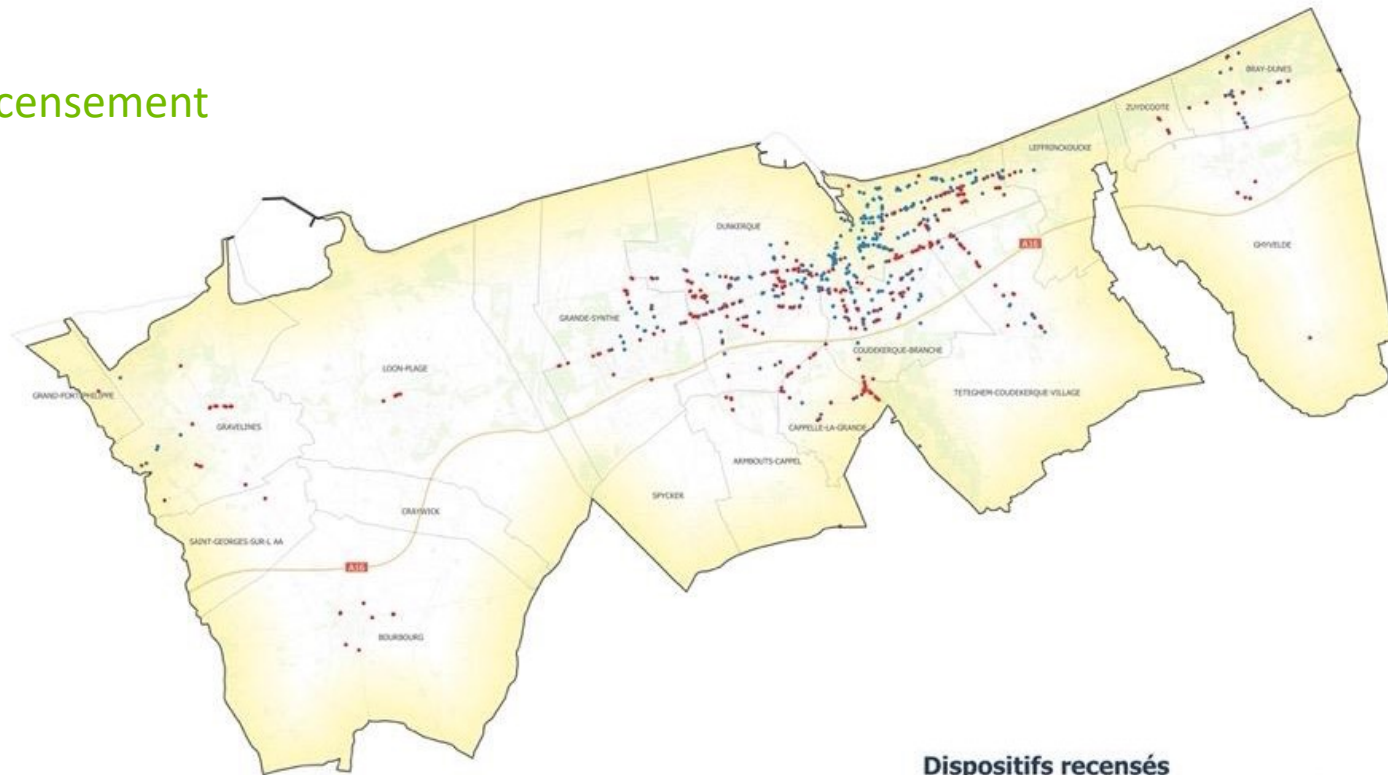 censement
BRAY-DUNES
ZUYDCOOTE
LEFFRINCKOUCKE
DUNKERQUE
A16
GHYVELDE
GRANDE-SYNTHE
COUDEKERQUE-BRANCHE
LOON-PLAGE
TETEGHEM-COUDEKERQUE-VILLAGE
GRAND-FORT-PHILIPPE
GRAVELINES
CAPPELLE-LA-GRANDE
ARMBOUTS-CAPPEL
SPYCKER
CRAYWICK
SAINT-GEORGES-SUR-L AA
A16
BOURBOURG
Dispositifs recensés